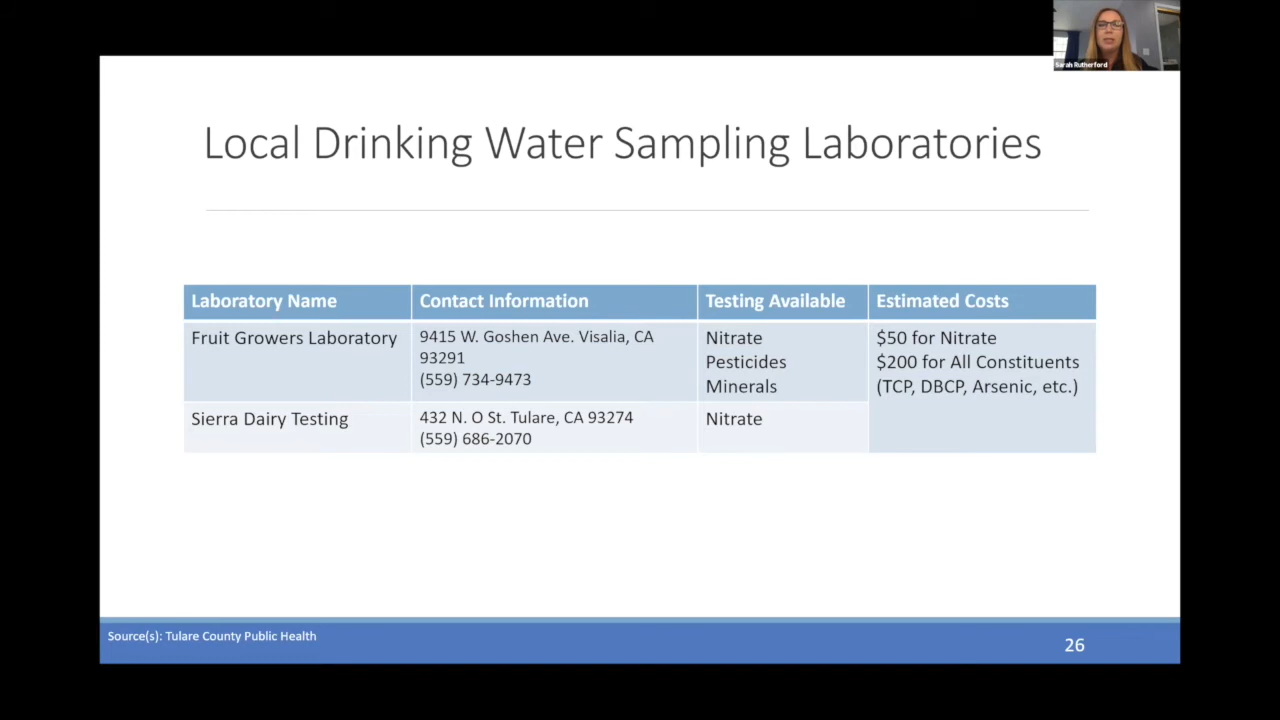 Sarah Rutherford
Local Drinking Water Sampling Laboratories
Laboratory Name
Contact Information
Testing Available
Estimated Costs
Fruit Growers Laboratory
9415 W. Goshen Ave. Visalia, CA
93291
(559) 734-9473
Nitrate
Pesticides
Minerals
$50 for Nitrate
$200 for All Constituents
(TCP, DBCP, Arsenic, etc.)
Sierra Dairy Testing
432 N. O St. Tulare, CA 93274
(559) 686-2070
Nitrate
Source(s): Tulare County Public Health
26